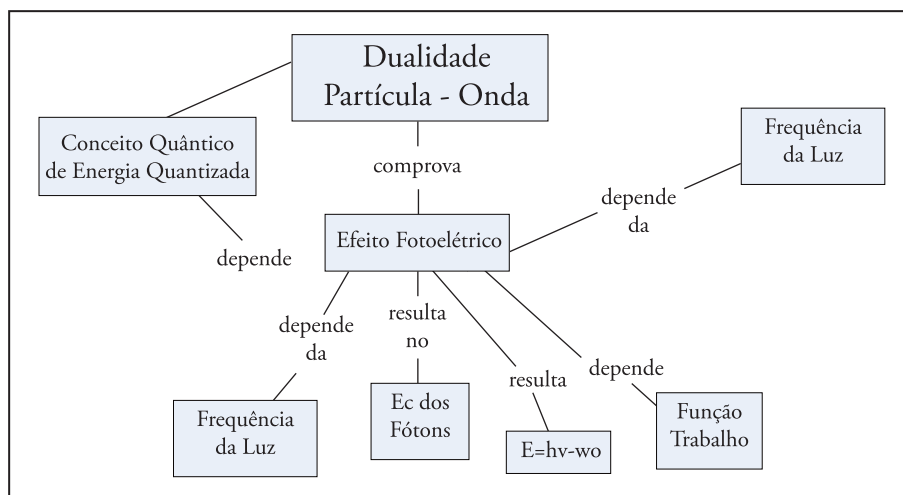 Dualidade
Partícula - Onda
Conceito Quântico
de Energia Quantizada
Frequência
da Luz
comprova
depende
da
Efeito Fotoelétrico
depende
depende
da
resulta
no
resulta
depende
Frequência
da Luz
Ec dos
Fótons
E=hv-wo
Função
Trabalho